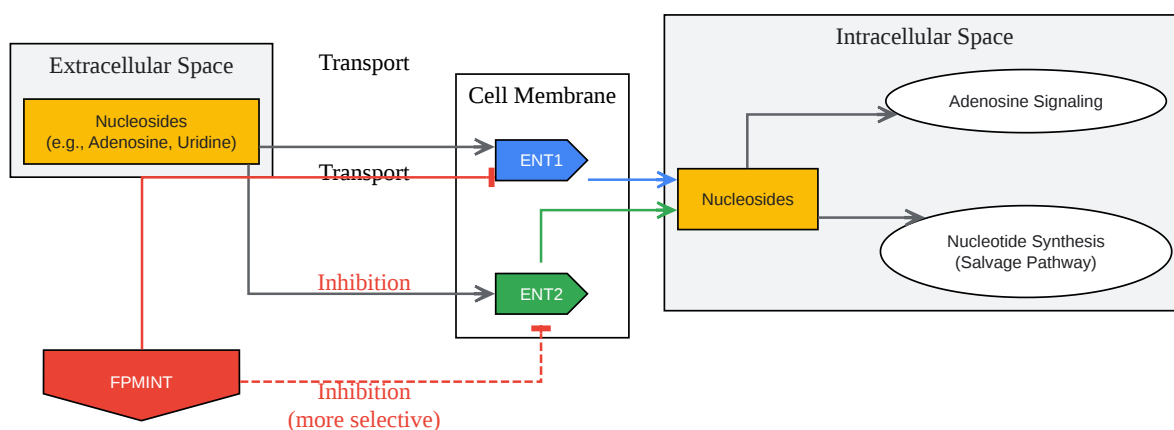 Extracellular Space
Nucleosides
(e.g., Adenosine, Uridine)
Transport
Transport
Inhibition
FPMINT
Inhibition
(more selective)
Cell Membrane
ENT1
ENT2
Intracellular Space
Nucleosides
Adenosine Signaling
Nucleotide Synthesis
(Salvage Pathway)